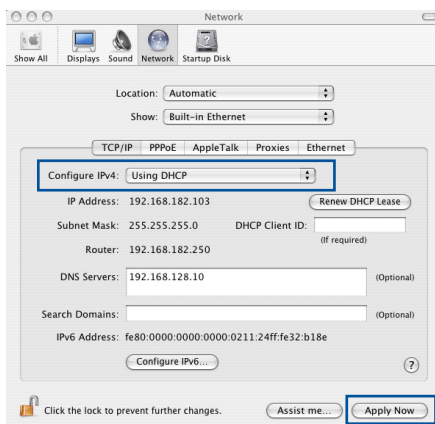 Network
Show All Displays Sound Network Startup Disk
Location: Automatic
Show: Built-in Ethernet
TCP/IP PPPoE AppleTalk Proxies Ethernet
Configure IPv4: Using DHCP
IP Address: 192.168.182.103 Renew DHCP Lease
Subnet Mask: 255.255.255.0 DHCP Client ID:
(If required)
Router: 192.168.182.250
DNS Servers: 192.168.128.10 (Optional)
Search Domains: (Optional)
IPv6 Address: fe80:0000:0000:0000:0211:24ff:fe32:b18e
Configure IPv6... ?
Click the lock to prevent further changes. Assist me... Apply Now